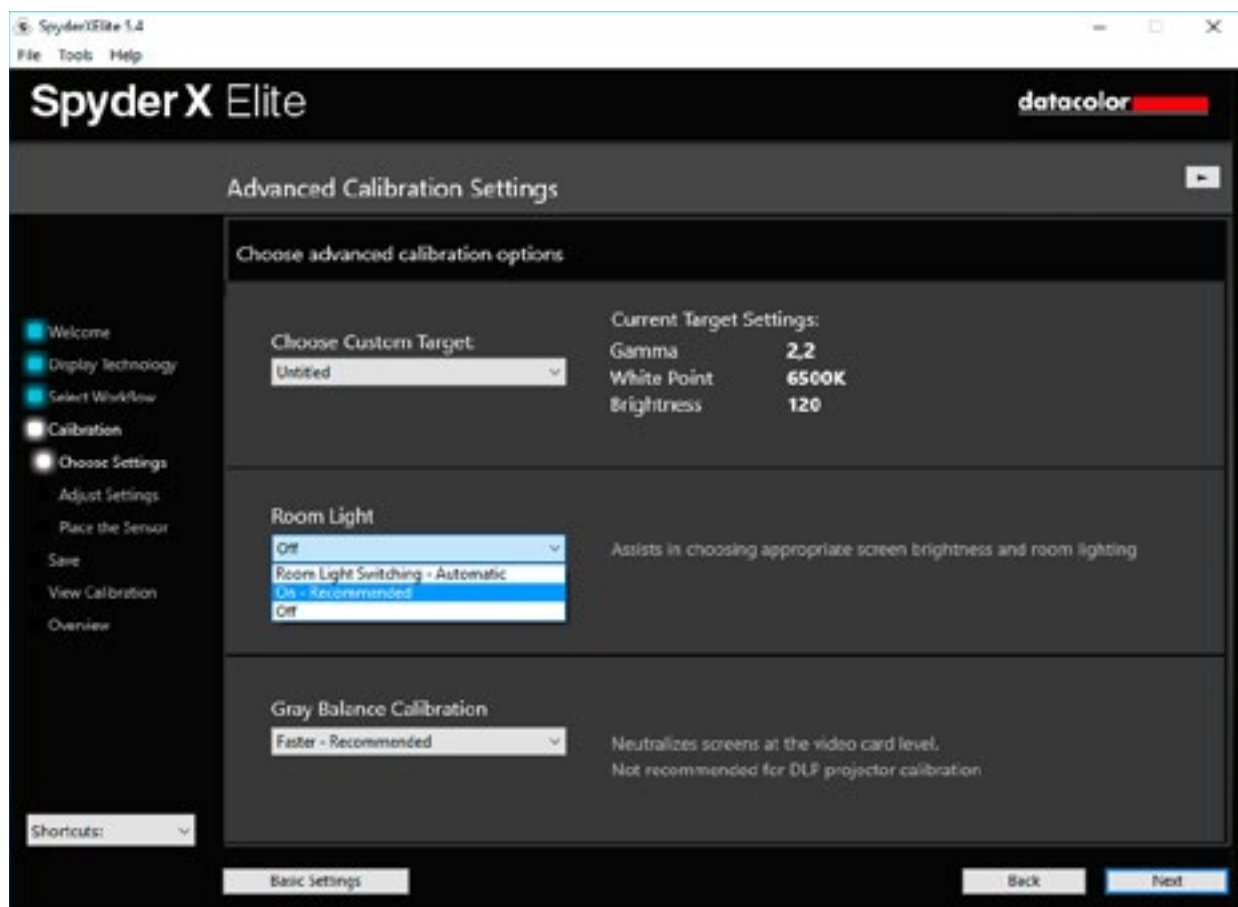 SpyderXElite 5.4
File Tools Help
Spyder X Elite
datacolor
Advanced Calibration Settings
Choose advanced calibration options
Welcome
Display Technology
Select Workflow
Calibration
Choose Settings
Adjust Settings
Place the Sensor
Save
View Calibration
Overview
Shortcuts:
Choose Custom Target
Untitled
Current Target Settings:
Gamma 2,2
White Point 6500K
Brightness 120
Room Light
Off
Room Light Switching - Automatic
On - Recommended
Off
Assists in choosing appropriate screen brightness and room lighting
Gray Balance Calibration
Faster - Recommended
Neutralizes screens at the video card level.
Not recommended for DLP projector calibration
Basic Settings
Back
Next